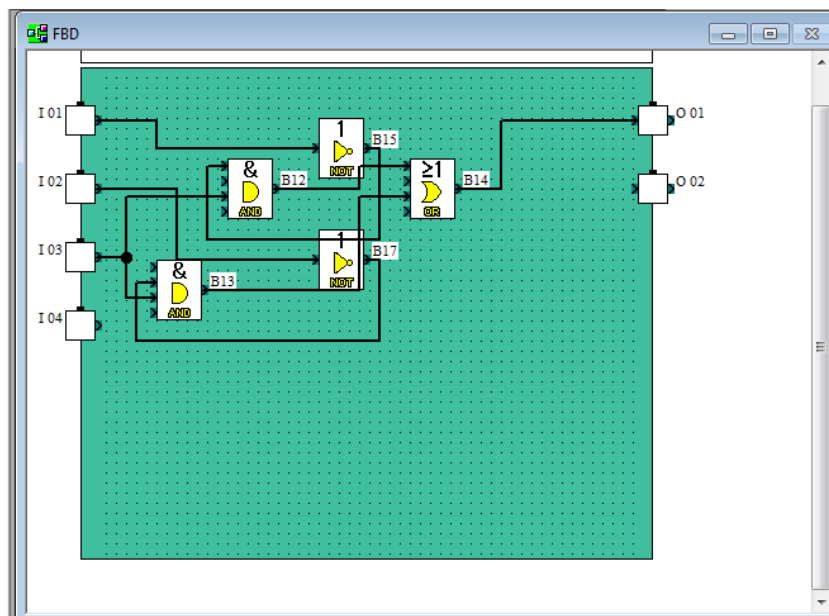 FBD
I 01
1
NOT
B15
O 01
I 02
&
AND
B12
≥1
OR
B14
O 02
I 03
1
NOT
B17
&
AND
B13
I 04